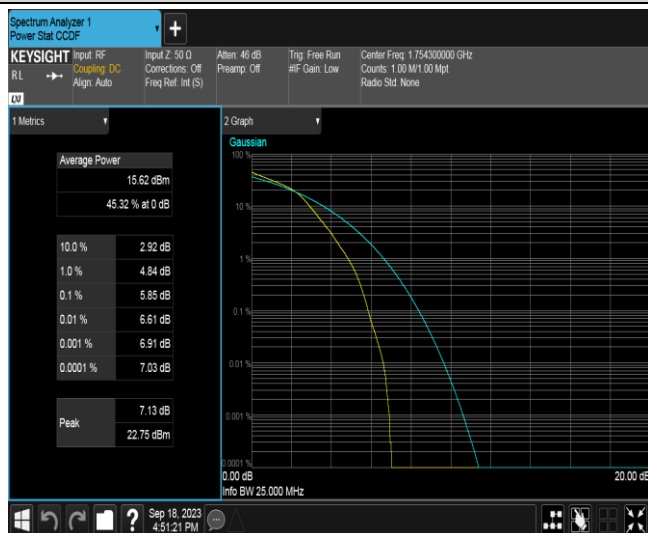 Spectrum Analyzer 1
Power Stat CCDF
+
KEYSIGHT
RL
LXI
Input: RF
Coupling: DC
Align: Auto
Input Z: 50 Ω
Corrections: Off
Freq Ref: Int (S)
Atten: 46 dB
Preamp: Off
Trig: Free Run
#IF Gain: Low
Center Freq: 1.754300000 GHz
Counts: 1.00 M/1.00 Mpt
Radio Std: None
1 Metrics
Average Power
15.62 dBm
45.32 % at 0 dB
10.0 % 2.92 dB
1.0 % 4.84 dB
0.1 % 5.85 dB
0.01 % 6.61 dB
0.001 % 6.91 dB
0.0001 % 7.03 dB
Peak
7.13 dB
22.75 dBm
2 Graph
Gaussian
100 %
10 %
1 %
0.1 %
0.01 %
0.001 %
0.0001 %
0.00 dB
20.00 dB
Info BW 25.000 MHz
?
Sep 18, 2023
4:51:21 PM